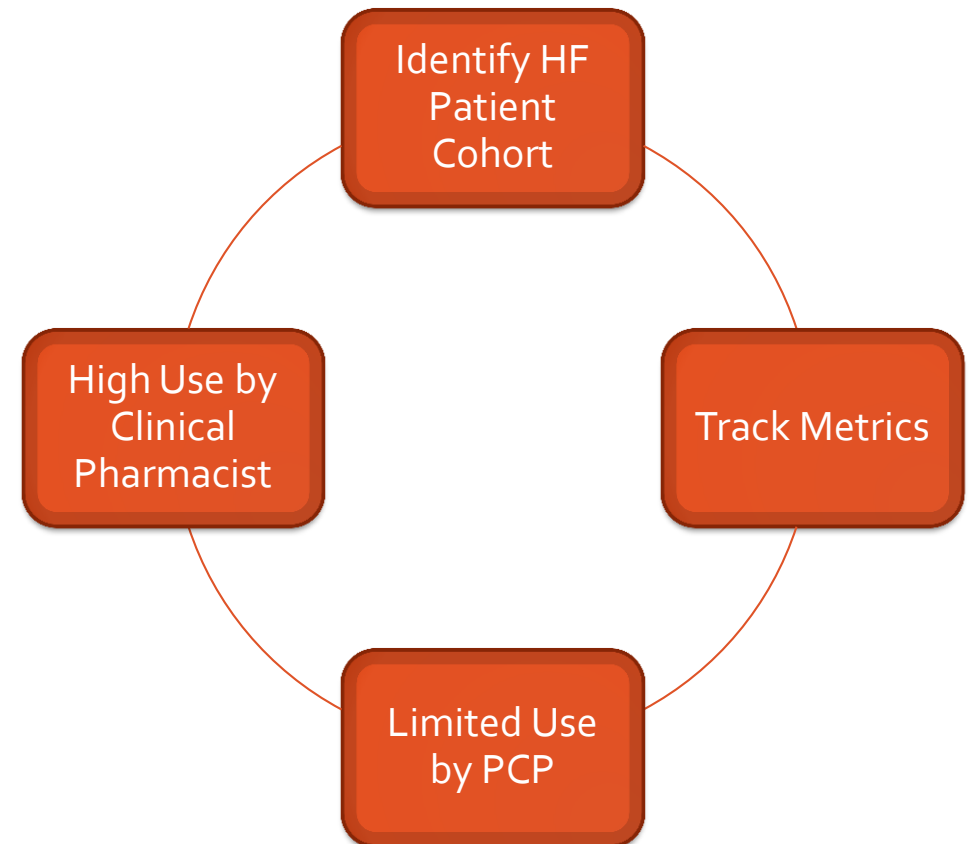 Identify HF
Patient
Cohort
Track Metrics
Limited Use
by PCP
High Use by
Clinical
Pharmacist